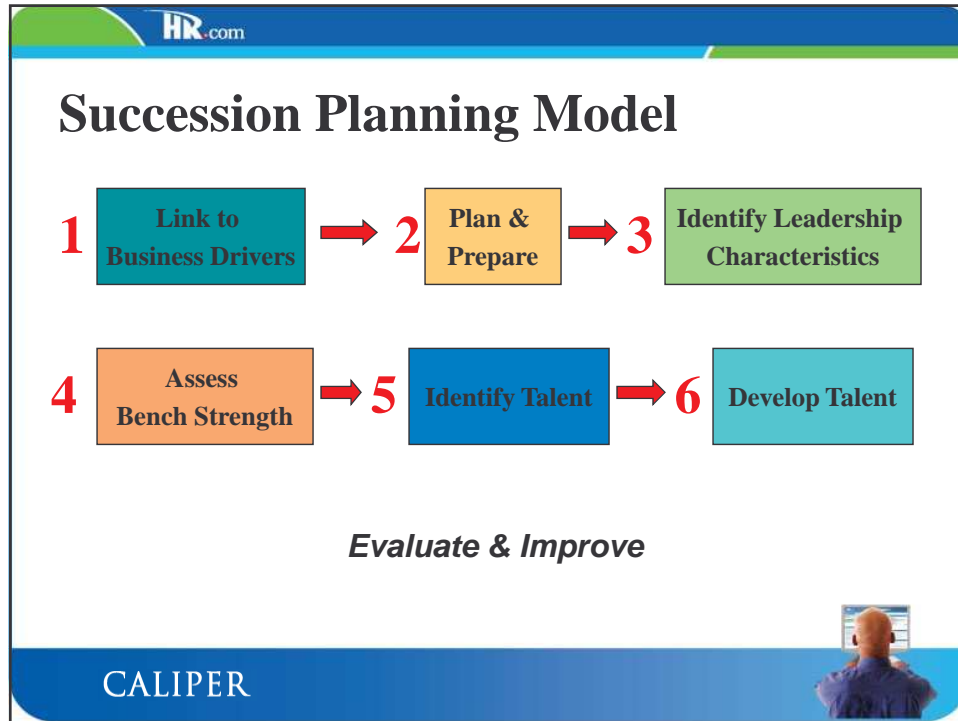 HR.com
Succession Planning Model
1
Link to
Business Drivers
2
Plan &
Prepare
3
Identify Leadership
Characteristics
4
Assess
Bench Strength
5
Identify Talent
6
Develop Talent
Evaluate & Improve
CALIPER